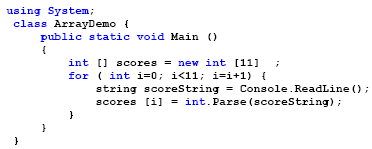 using System;
class ArrayDemo {
public static void Main ()
{
int [] scores = new int [11] ;
for ( int i=0; i<11; i=i+1) {
string scoreString = Console.ReadLine();
scores [i] = int.Parse(scoreString);
}
}
}